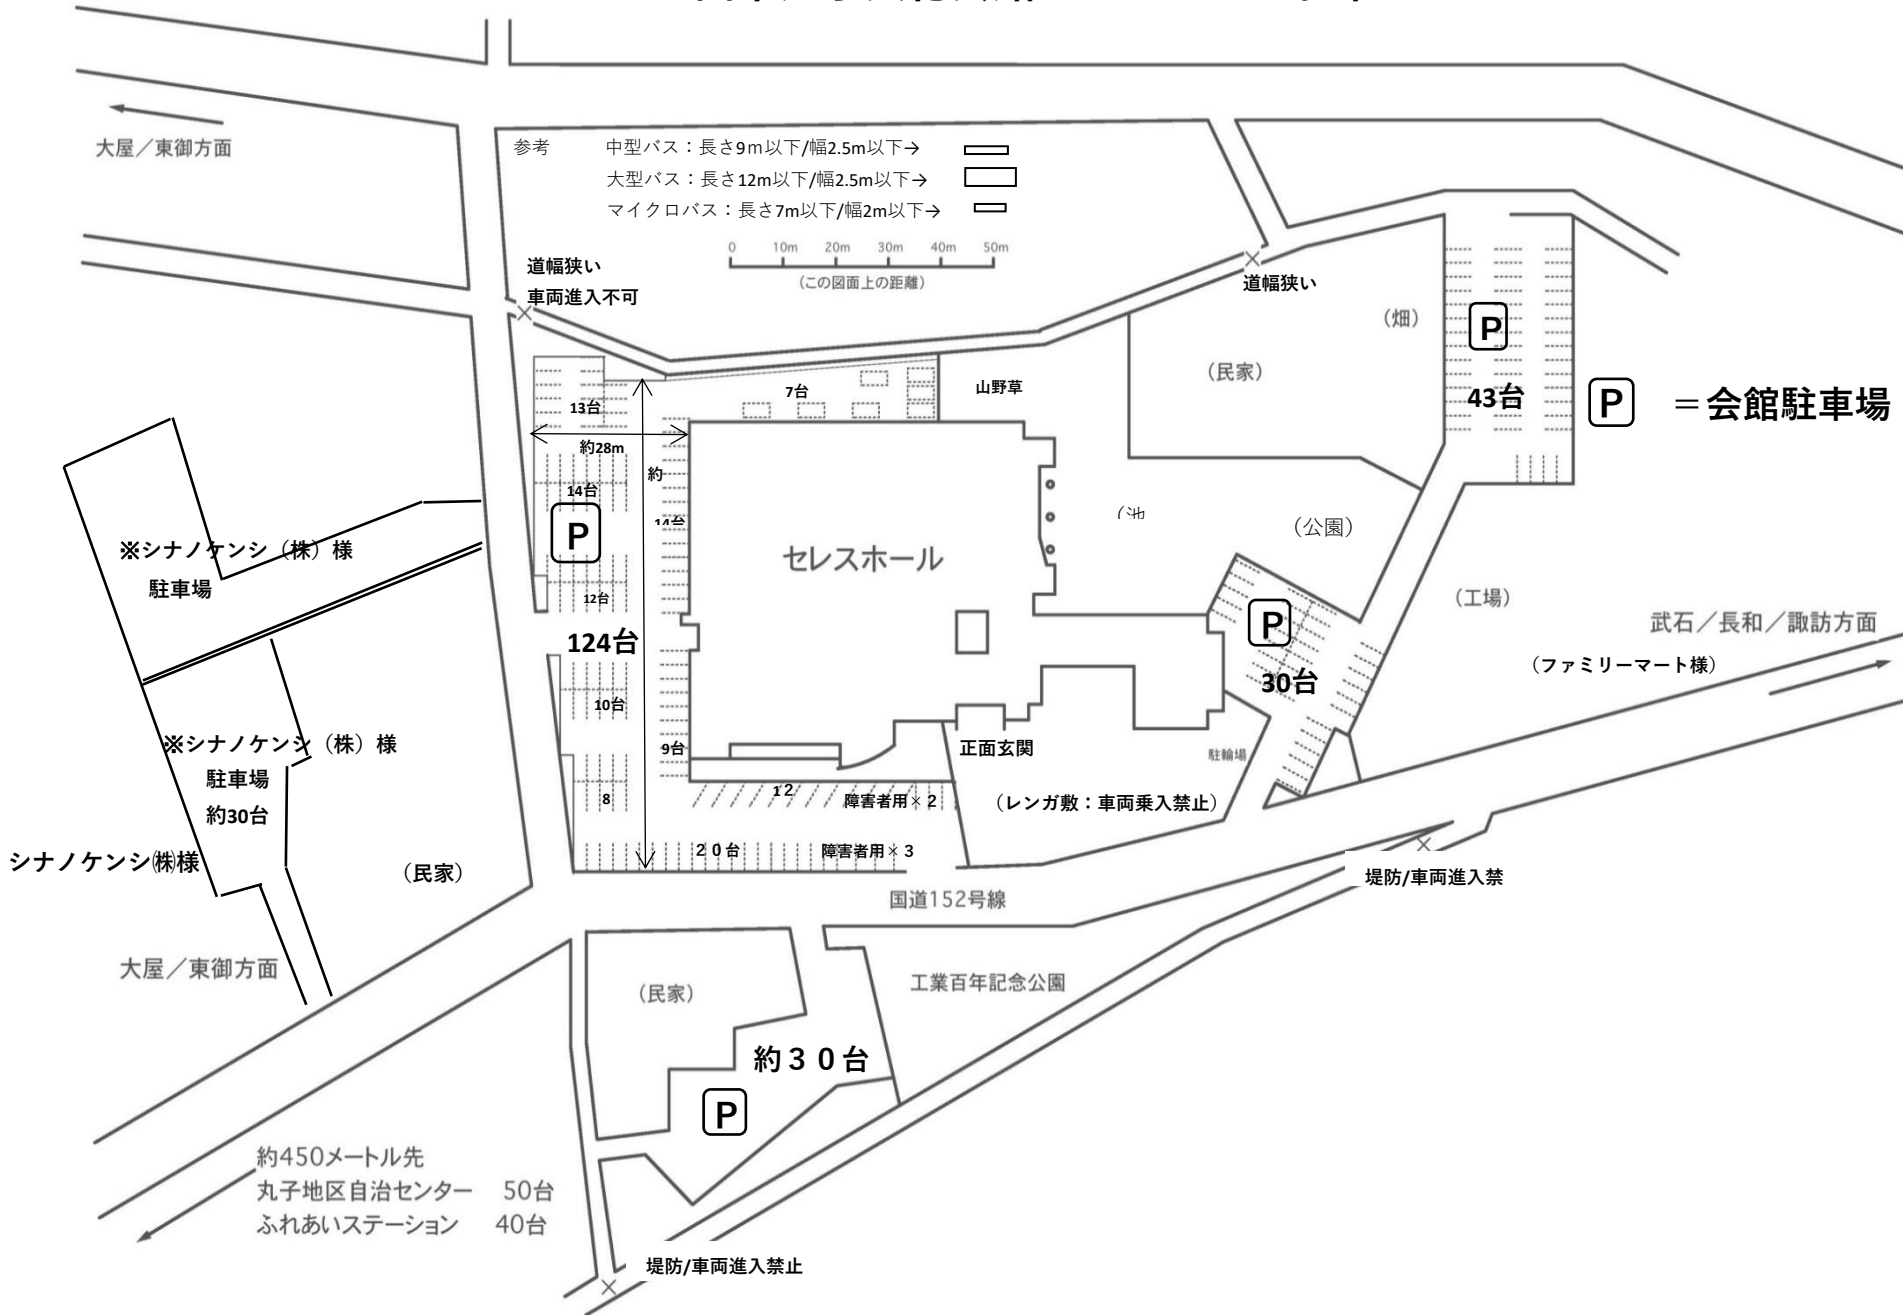 大屋／東御方面
参考
中型バス：長さ9ｍ以下/幅2.5m以下→
大型バス：長さ12m以下/幅2.5m以下→
マイクロバス：長さ7m以下/幅2m以下→
0 10m 20m 30m 40m 50m
（この図面上の距離）
道幅狭い
車両進入不可
道幅狭い
（畑）
P
43台
P ＝会館駐車場
（民家）
山野草
7台
13台
約28m
約
14台
14台
P
12台
124台
10台
9台
8
12
障害者用×２
２０台
障害者用×３
セレスホール
（池
（公園）
P
30台
（工場）
武石／長和／諏訪方面
（ファミリーマート様）
正面玄関
駐輪場
（レンガ敷：車両乗入禁止）
※シナノケンシ（株）様
駐車場
※シナノケンシ（株）様
駐車場
約30台
シナノケンシ㈱様
（民家）
大屋／東御方面
国道152号線
堤防/車両進入禁
工業百年記念公園
（民家）
約３０台
P
約450メートル先
丸子地区自治センター 50台
ふれあいステーション 40台
堤防/車両進入禁止